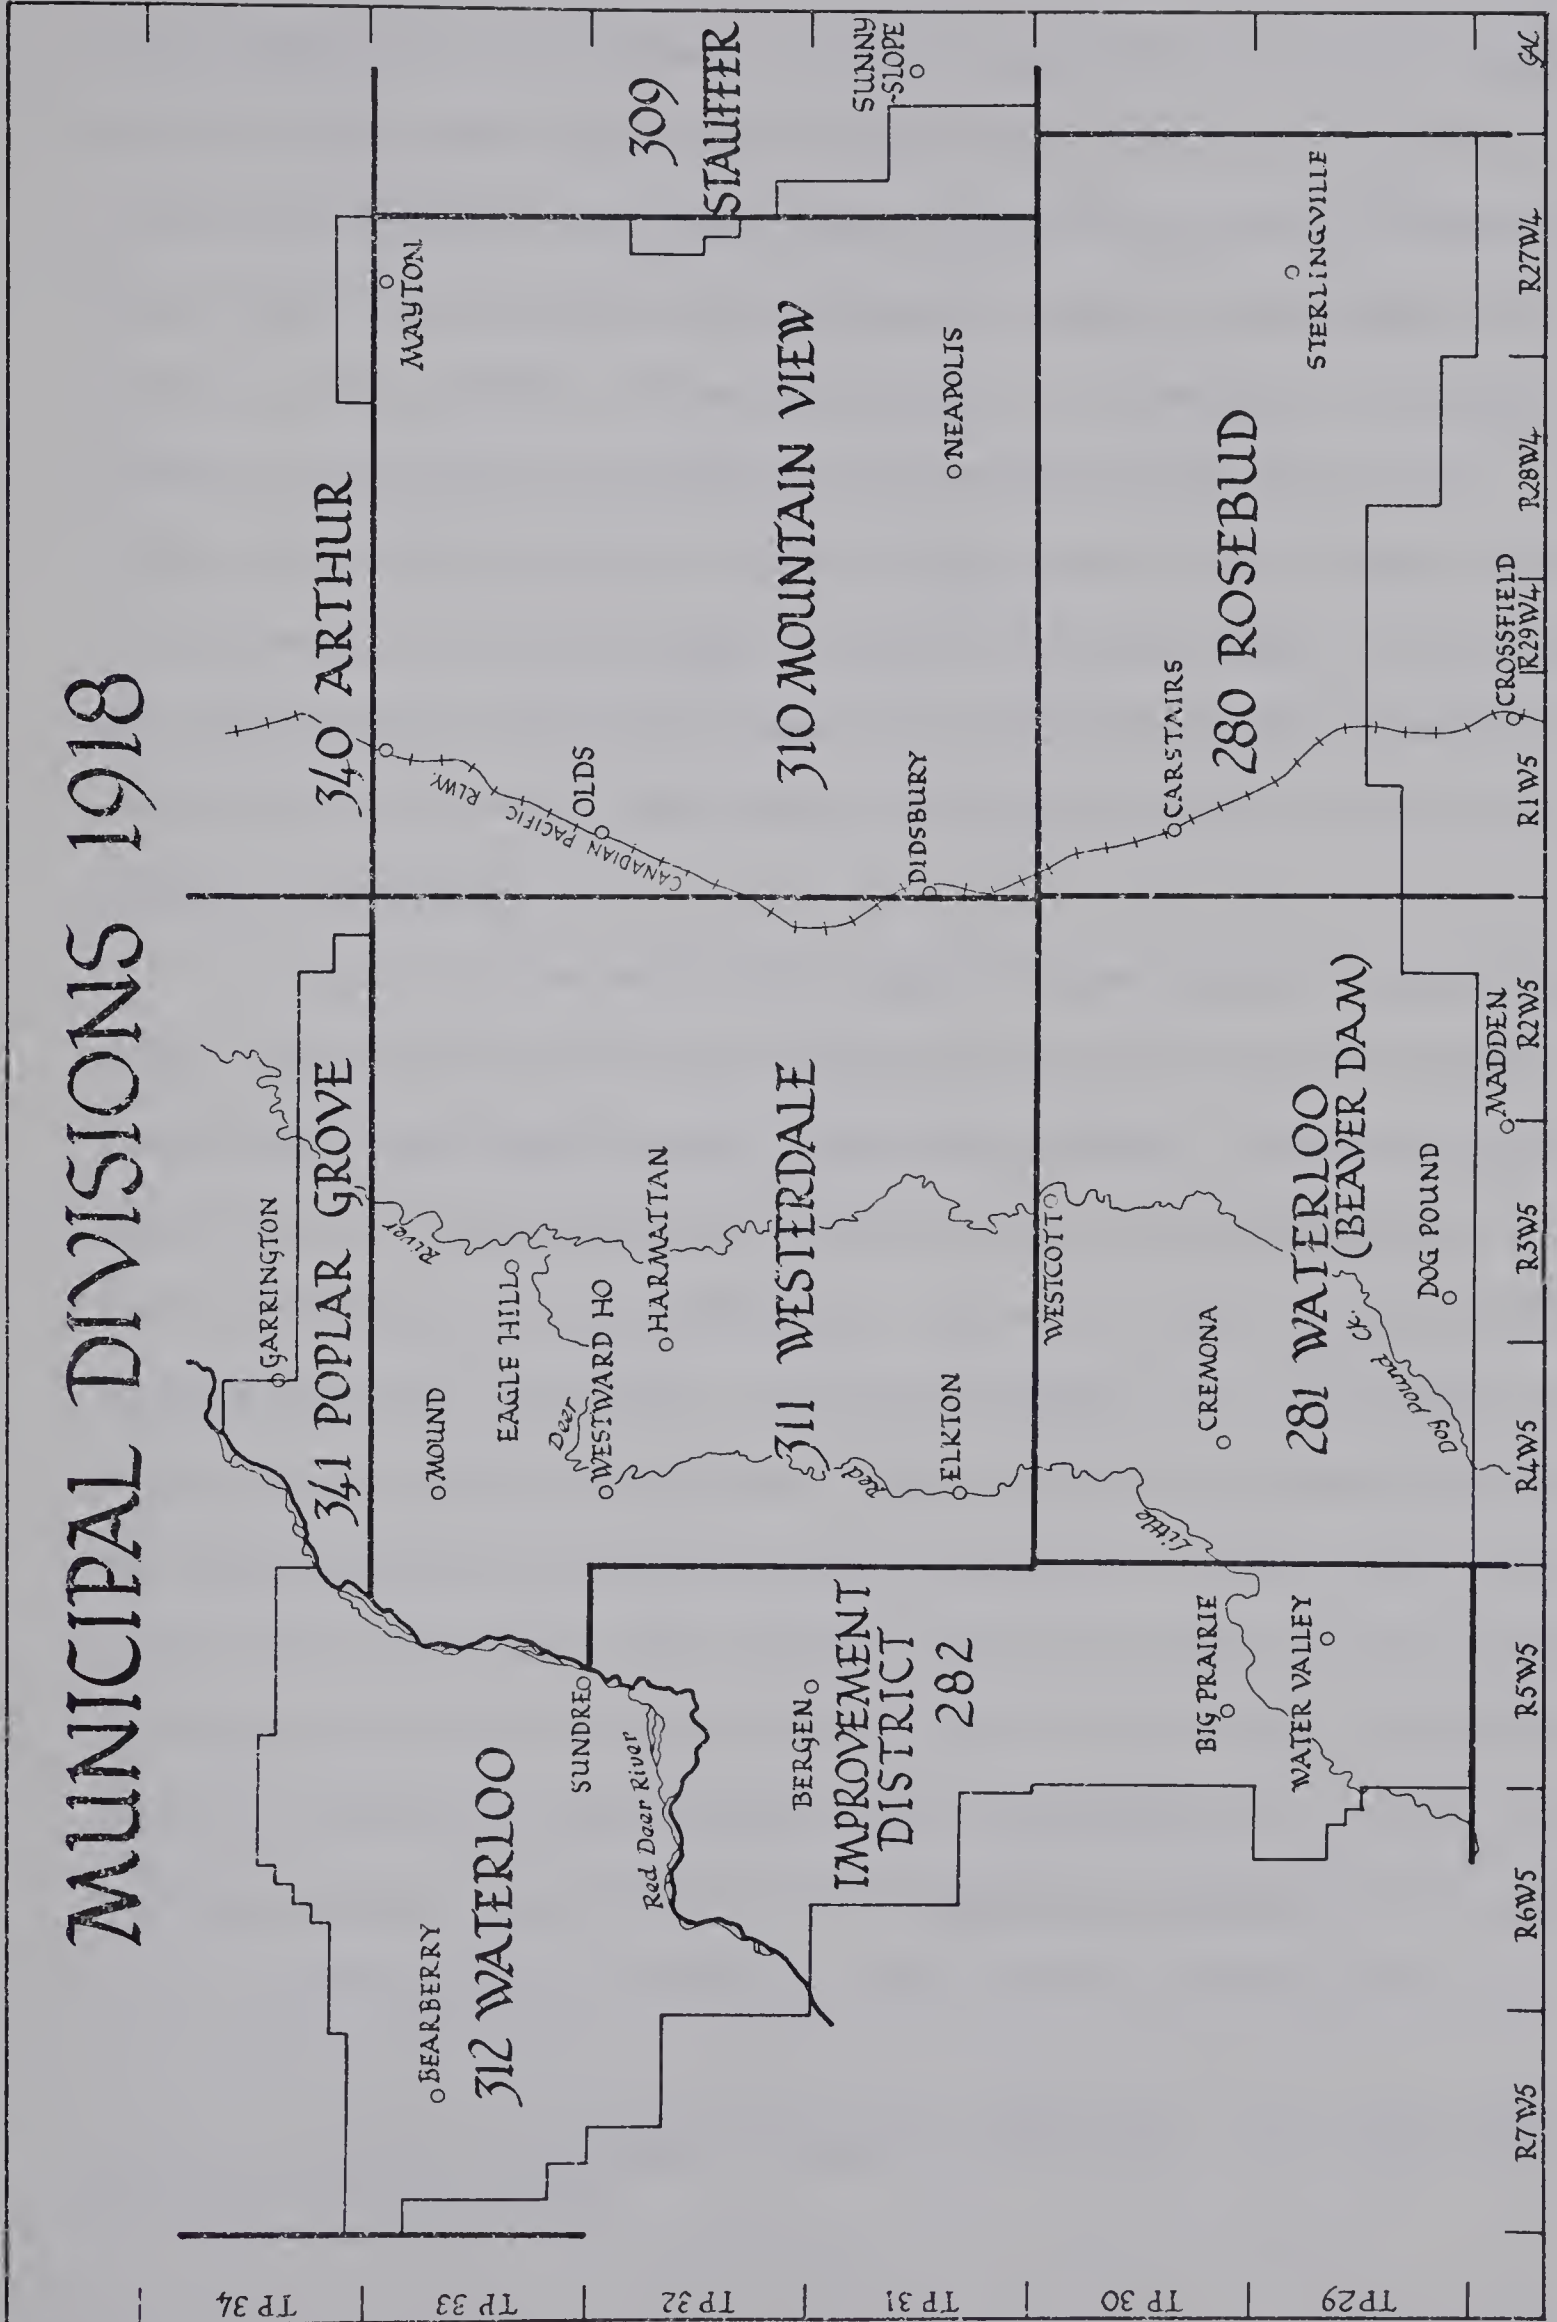 MUNICIPAL DIVISIONS 1918
GARRINGTON
341 POPLAR GROVE
340 ARTHUR
MAYTON
BEARBERRY
312 WATERLOO
SUNDRE
Red Daer River
MOUND
EAGLE HILL
Deer
WESTWARD HO
HARMATTAN
River
CANADIAN PACIFIC RLWY.
OLDS
309
STAUFFER
SUNNY
SLOPE
BERGEN
IMPROVEMENT
DISTRICT
282
311 WESTERDALE
Red
ELKTON
310 MOUNTAIN VIEW
DIDSBURY
NEAPOLIS
WESTCOTT
Little
CREMONA
CARSTAIRS
BIG PRAIRIE
WATER VALLEY
281 WATERLOO
(BEAVER DAM)
Dog Pound Ck.
DOG POUND
280 ROSEBUD
STERLINGVILLE
MADDEN
CROSSFIELD
TP 34
TP 33
TP 32
TP 31
TP 30
TP 29
R7W5
R6W5
R5W5
R4W5
R3W5
R2W5
R1W5
R29W4
R28W4
R27W4
GAL